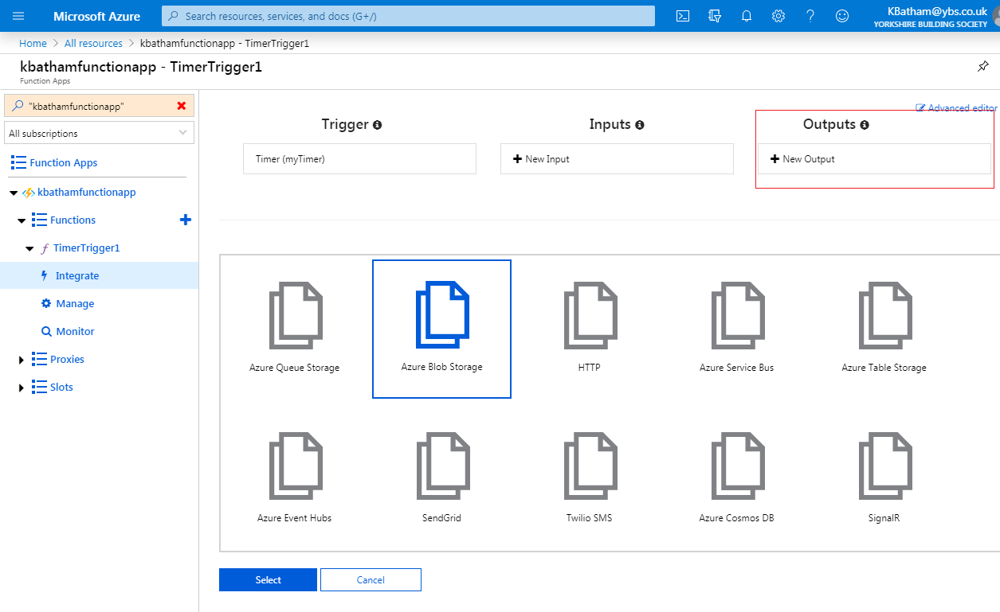 Microsoft Azure
Search resources, services, and docs (G+/)
KBatham@ybs.co.uk
YORKSHIRE BUILDING SOCIETY
Home > All resources > kbathamfunctionapp - TimerTrigger1
kbathamfunctionapp - TimerTrigger1
Function Apps
"kbathamfunctionapp"
All subscriptions
Function Apps
kbathamfunctionapp
Functions
TimerTrigger1
Integrate
Manage
Monitor
Proxies
Slots
Advanced editor
Trigger
Inputs
Outputs
Timer (myTimer)
New Input
New Output
Azure Queue Storage
Azure Blob Storage
HTTP
Azure Service Bus
Azure Table Storage
Azure Event Hubs
SendGrid
Twilio SMS
Azure Cosmos DB
SignalR
Select
Cancel